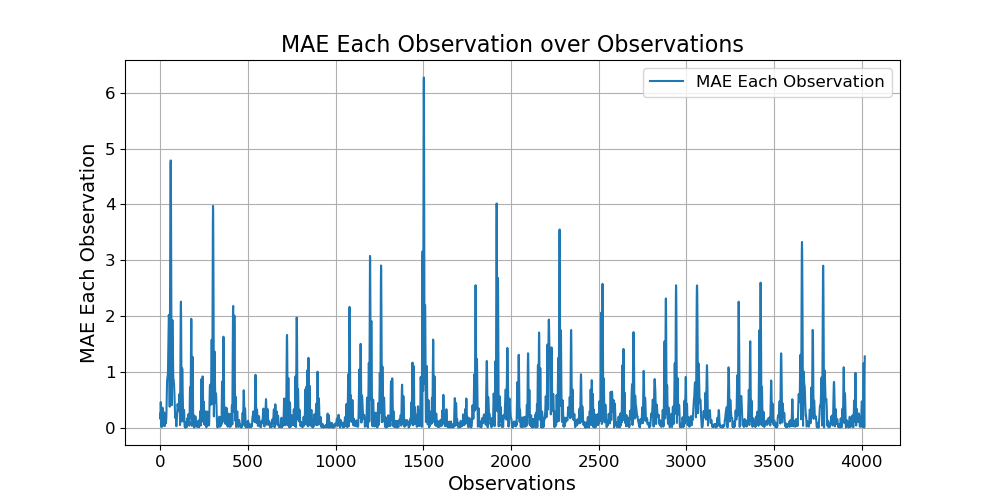 MAE Each Observation over Observations
MAE Each Observation
6
5
4
3
2
1
0
MAE Each Observation
0 500 1000 1500 2000 2500 3000 3500 4000
Observations